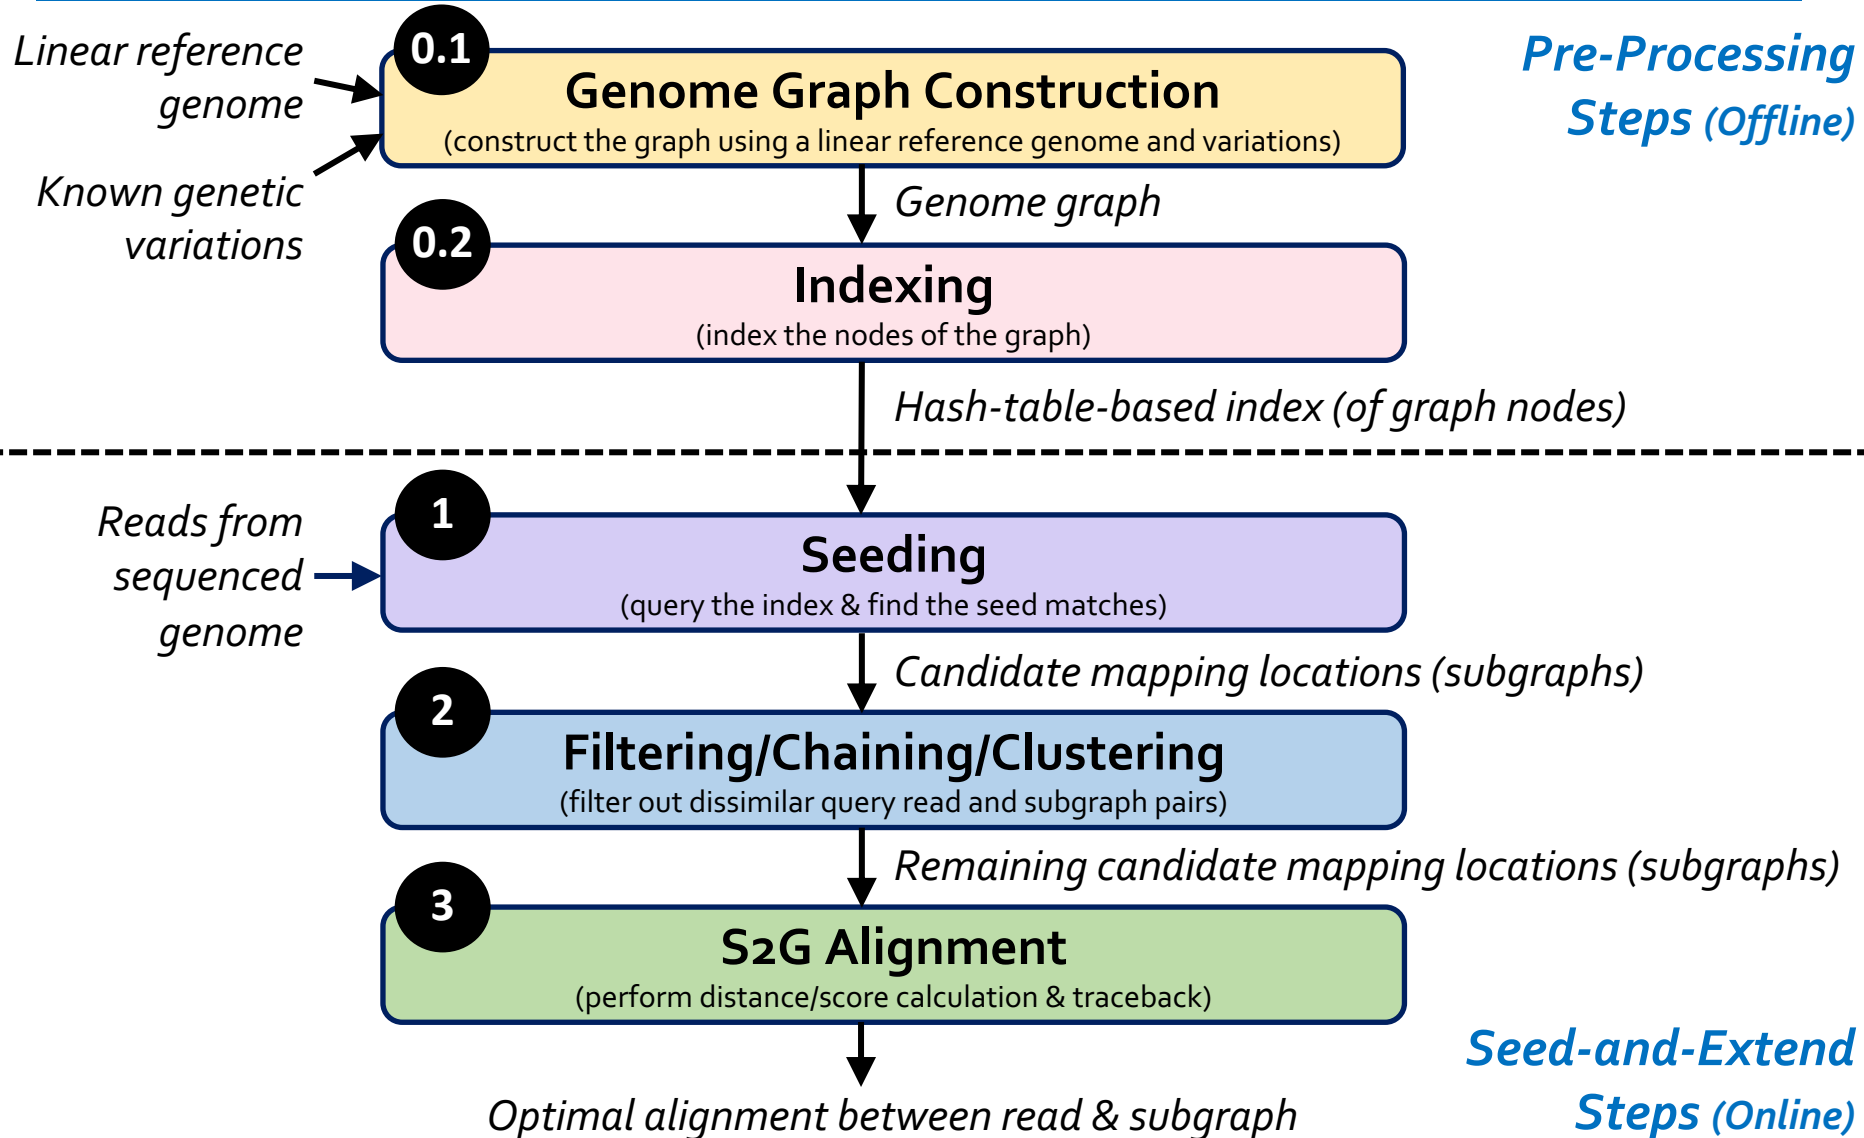 Linear reference
genome
Known genetic
variations
0.1
Genome Graph Construction
(construct the graph using a linear reference genome and variations)
Pre-Processing
Steps (Offline)
Genome graph
0.2
Indexing
(index the nodes of the graph)
Hash-table-based index (of graph nodes)
Reads from
sequenced
genome
1
Seeding
(query the index & find the seed matches)
Candidate mapping locations (subgraphs)
2
Filtering/Chaining/Clustering
(filter out dissimilar query read and subgraph pairs)
Remaining candidate mapping locations (subgraphs)
3
S2G Alignment
(perform distance/score calculation & traceback)
Optimal alignment between read & subgraph
Seed-and-Extend
Steps (Online)